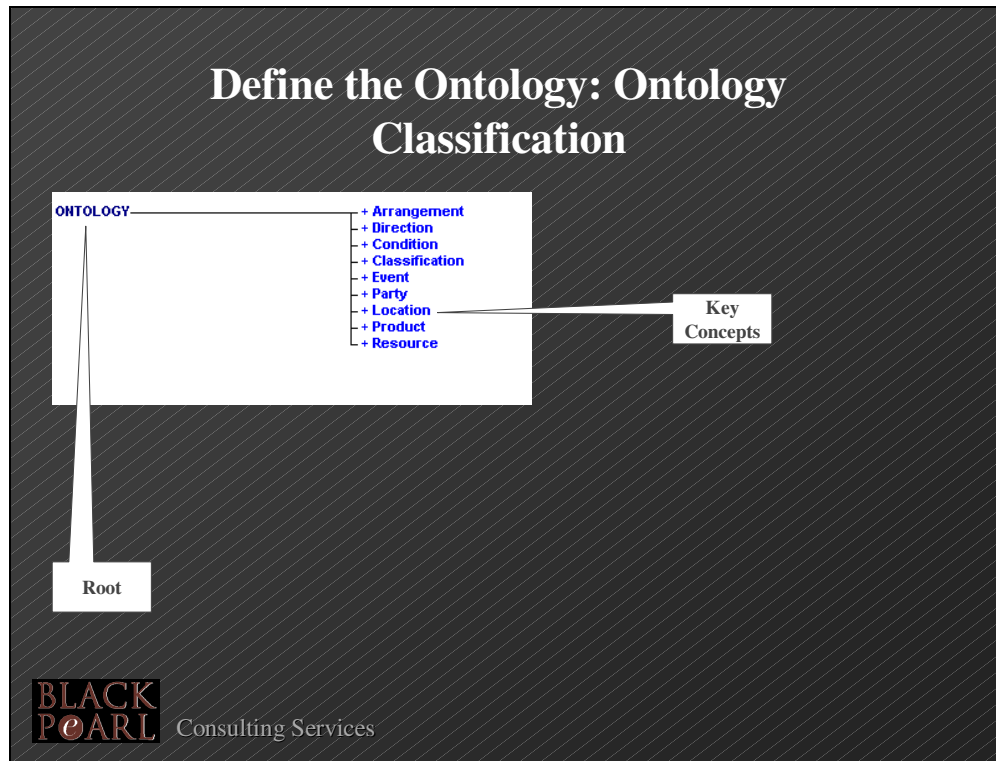 Define the Ontology: Ontology
Classification
ONTOLOGY
+ Arrangement
+ Direction
+ Condition
+ Classification
+ Event
+ Party
+ Location
+ Product
+ Resource
Key
Concepts
Root
BLACK
PeARL
Consulting Services